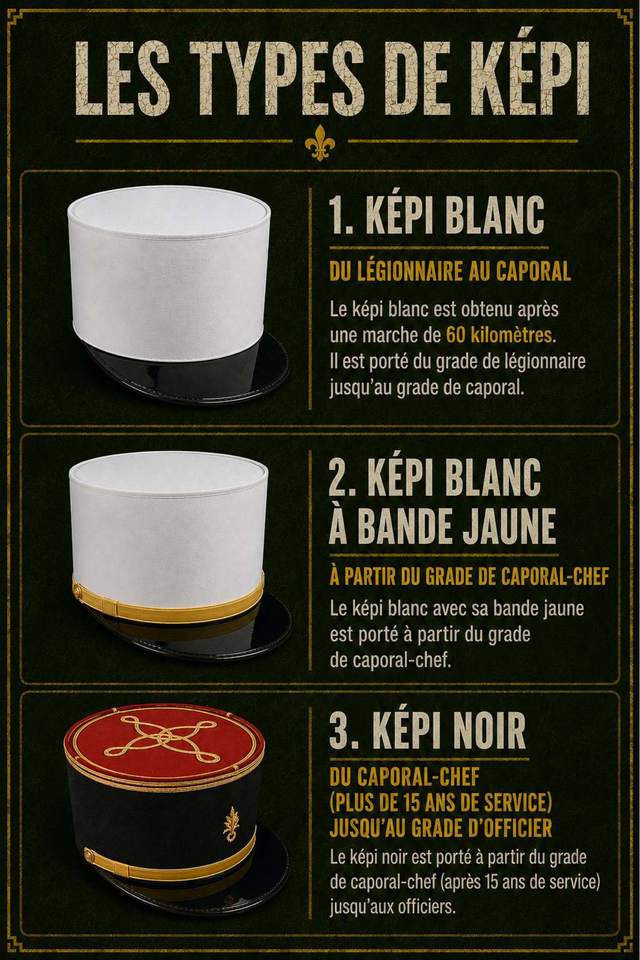 LES TYPES DE KÉPI
1. KÉPI BLANC
DU LÉGIONNAIRE AU CAPORAL
Le képi blanc est obtenu après
une marche de 60 kilomètres.
Il est porté du grade de légionnaire
jusqu'au grade de caporal.
2. KÉPI BLANC
À BANDE JAUNE
À PARTIR DU GRADE DE CAPORAL-CHEF
Le képi blanc avec sa bande jaune
est porté à partir du grade
de caporal-chef.
3. KÉPI NOIR
DU CAPORAL-CHEF
(PLUS DE 15 ANS DE SERVICE)
JUSQU'AU GRADE D'OFFICIER
Le képi noir est porté à partir du grade
de caporal-chef (après 15 ans de service)
jusqu'aux officiers.